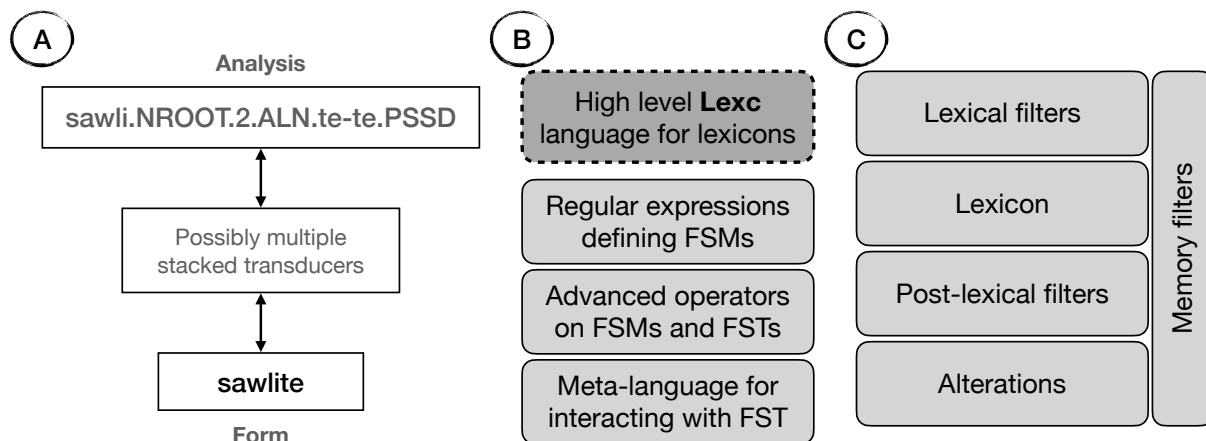 A
Analysis
sawli.NROOT.2.ALN.te-te.PSSD
Possibly multiple
stacked transducers
sawlite
Form
B
High level Lexc
language for lexicons
Regular expressions
defining FSMs
Advanced operators
on FSMs and FSTs
Meta-language for
interacting with FST
C
Lexical filters
Lexicon
Post-lexical filters
Alterations
Memory filters